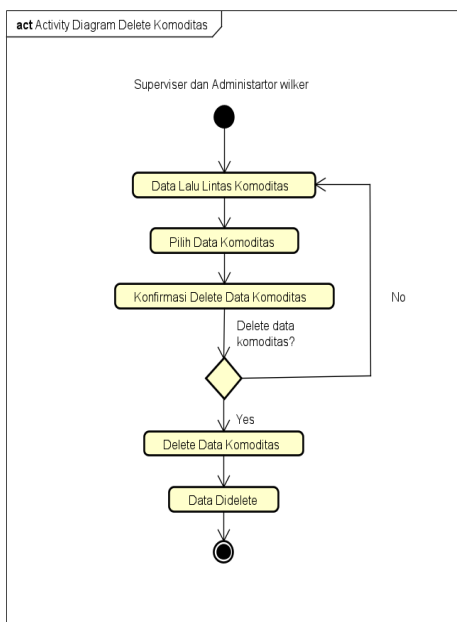 act Activity Diagram Delete Komoditas
Superviser dan Administartor wilker
Data Lalu Lintas Komoditas
Pilih Data Komoditas
Konfirmasi Delete Data Komoditas
No
Delete data
komoditas?
Yes
Delete Data Komoditas
Data Didelete